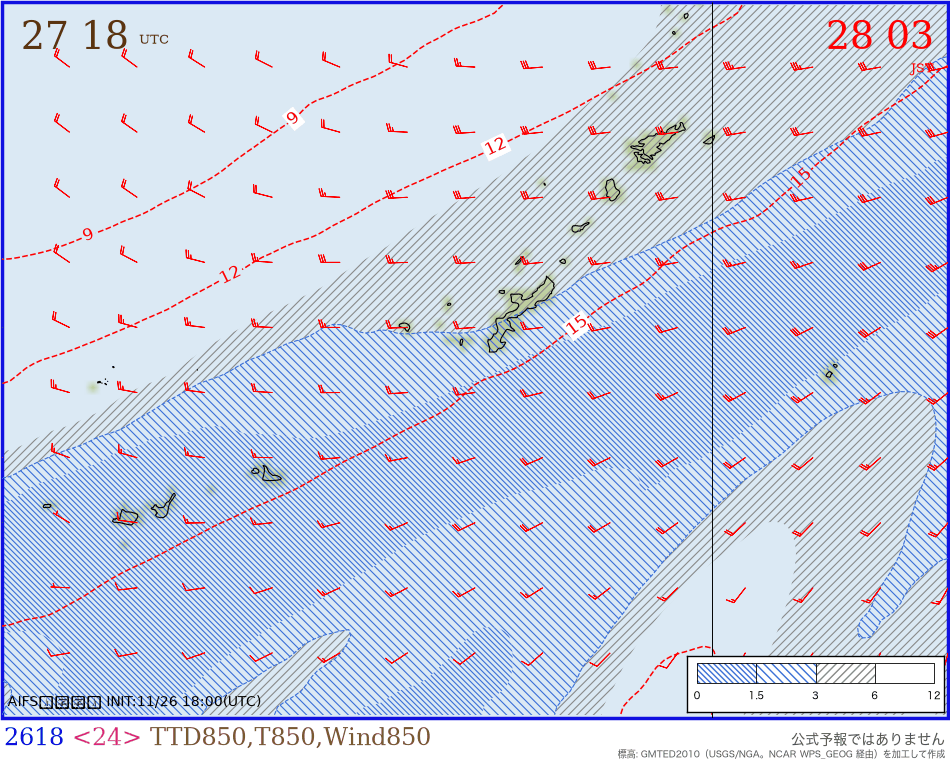 27 18 UTC
28 03
JST
9
12
15
9
12
15
0 1.5 3 6 12
AIFS□□□□ INIT:11/26 18:00(UTC)
2618 <24> TTD850,T850,Wind850
公式予報ではありません
標高: GMTED2010（USGS/NGA。NCAR WPS_GEOG 経由）を加工して作成